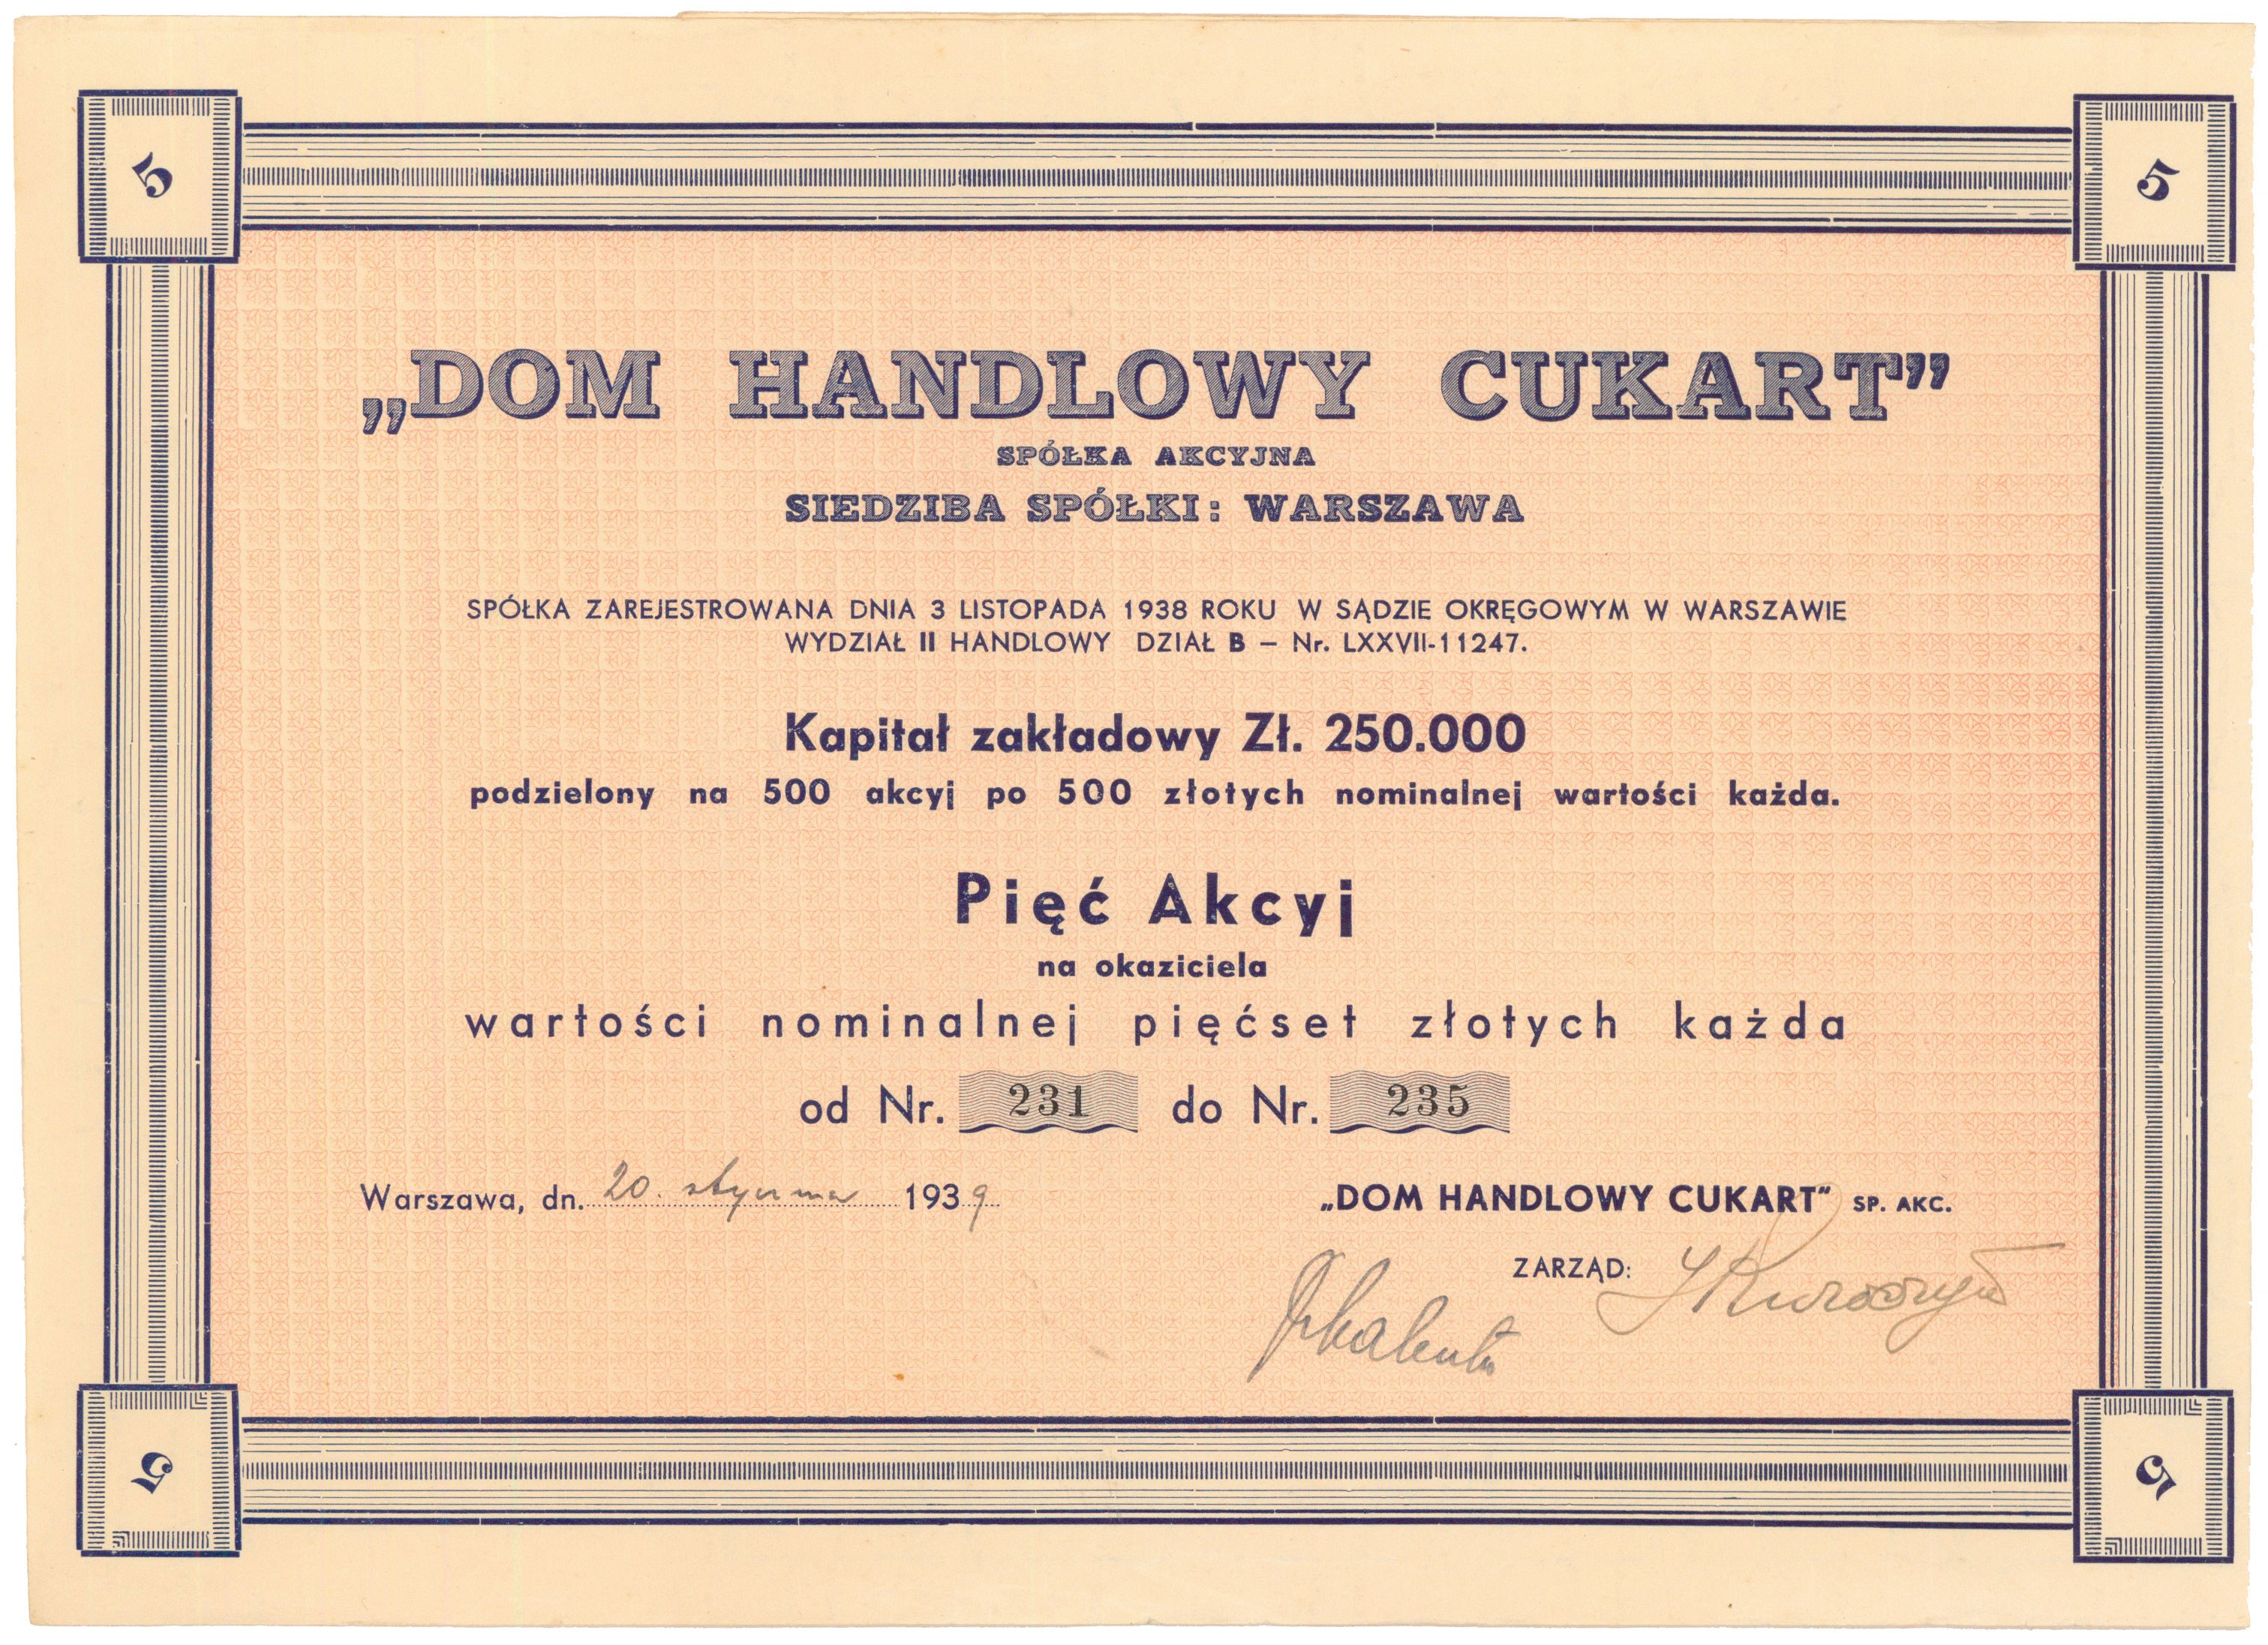 5 5
„DOM HANDLOWY CUKART”
SPÓŁKA AKCYJNA
SIEDZIBA SPÓŁKI: WARSZAWA
SPÓŁKA ZAREJESTROWANA DNIA 3 LISTOPADA 1938 ROKU W SĄDZIE OKRĘGOWYM W WARSZAWIE
WYDZIAŁ II HANDLOWY DZIAŁ B – Nr. LXXVII-11247.
Kapitał zakładowy Zł. 250.000
podzielony na 500 akcyj po 500 złotych nominalnej wartości każda.
Pięć Akcyj
na okaziciela
wartości nominalnej pięćset złotych każda
od Nr. 231 do Nr. 235
Warszawa, dn. 20. stycznia 1939
„DOM HANDLOWY CUKART” SP. AKC.
ZARZĄD:
5 5